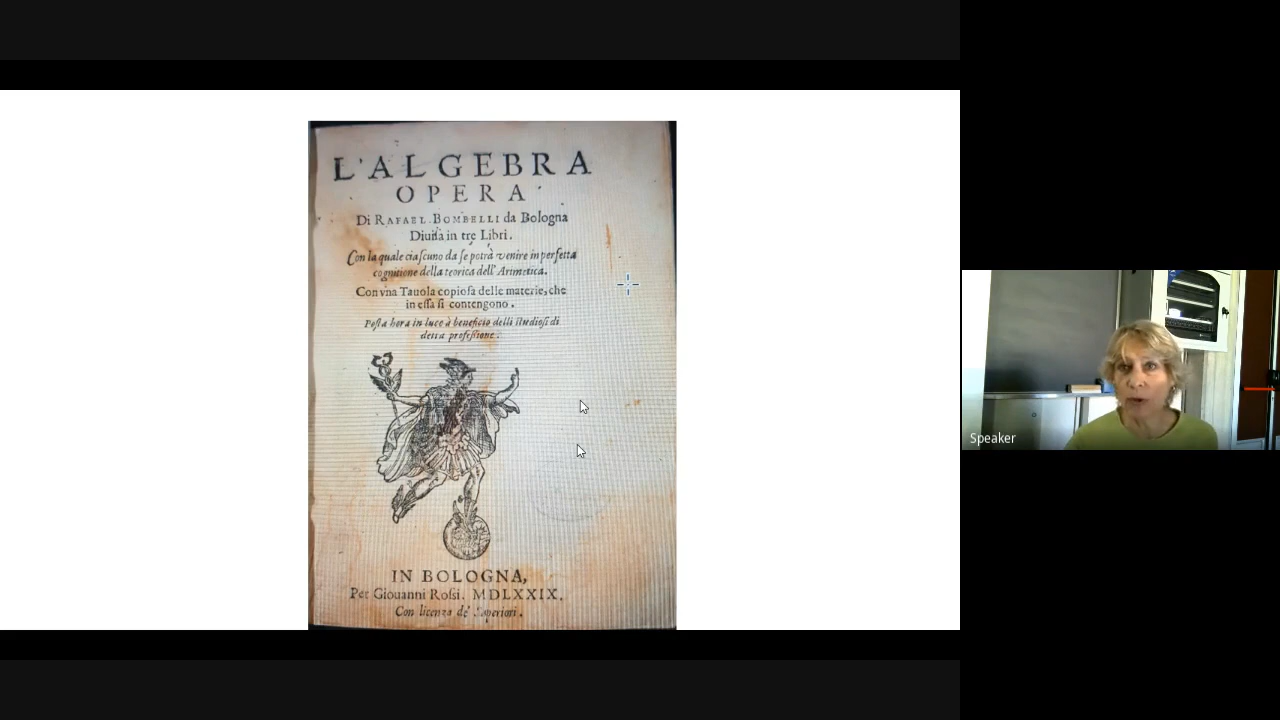 L'ALGEBRA
OPERA
Di RAFAEL BOMBELLI da Bologna
Diuisa in tre Libri.
Con la quale ciascuno da se potrà venire in perfetta
cognitione della teorica dell'Arimetica.
Con vna Tauola copiosa delle materie, che
in essa si contengono.
Posta hora in luce à beneficio delli studiosi di
detta professione.
IN BOLOGNA,
Per Giouanni Rossi. MDLXXIX.
Con licenza de' Superiori.
Speaker